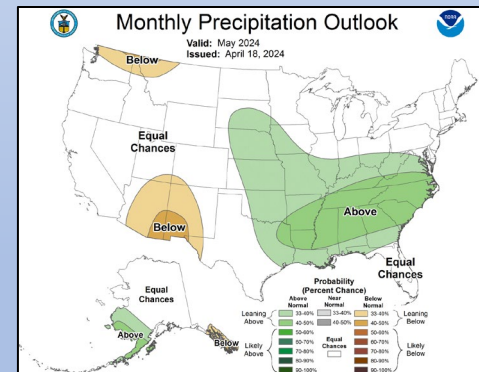 Monthly Precipitation Outlook
Valid: May 2024
Issued: April 18, 2024
Below
Equal
Chances
Below
Above
Equal
Chances
Equal
Chances
Above
Below
Probability
(Percent Chance)
Above
Normal
Near
Normal
Below
Normal
Leaning
Above
33-40%
33-40%
33-40%
Leaning
Below
40-50%
40-50%
40-50%
50-60%
50-60%
Likely
Above
60-70%
Equal
Chances
60-70%
Likely
Below
70-80%
70-80%
80-90%
80-90%
90-100%
90-100%